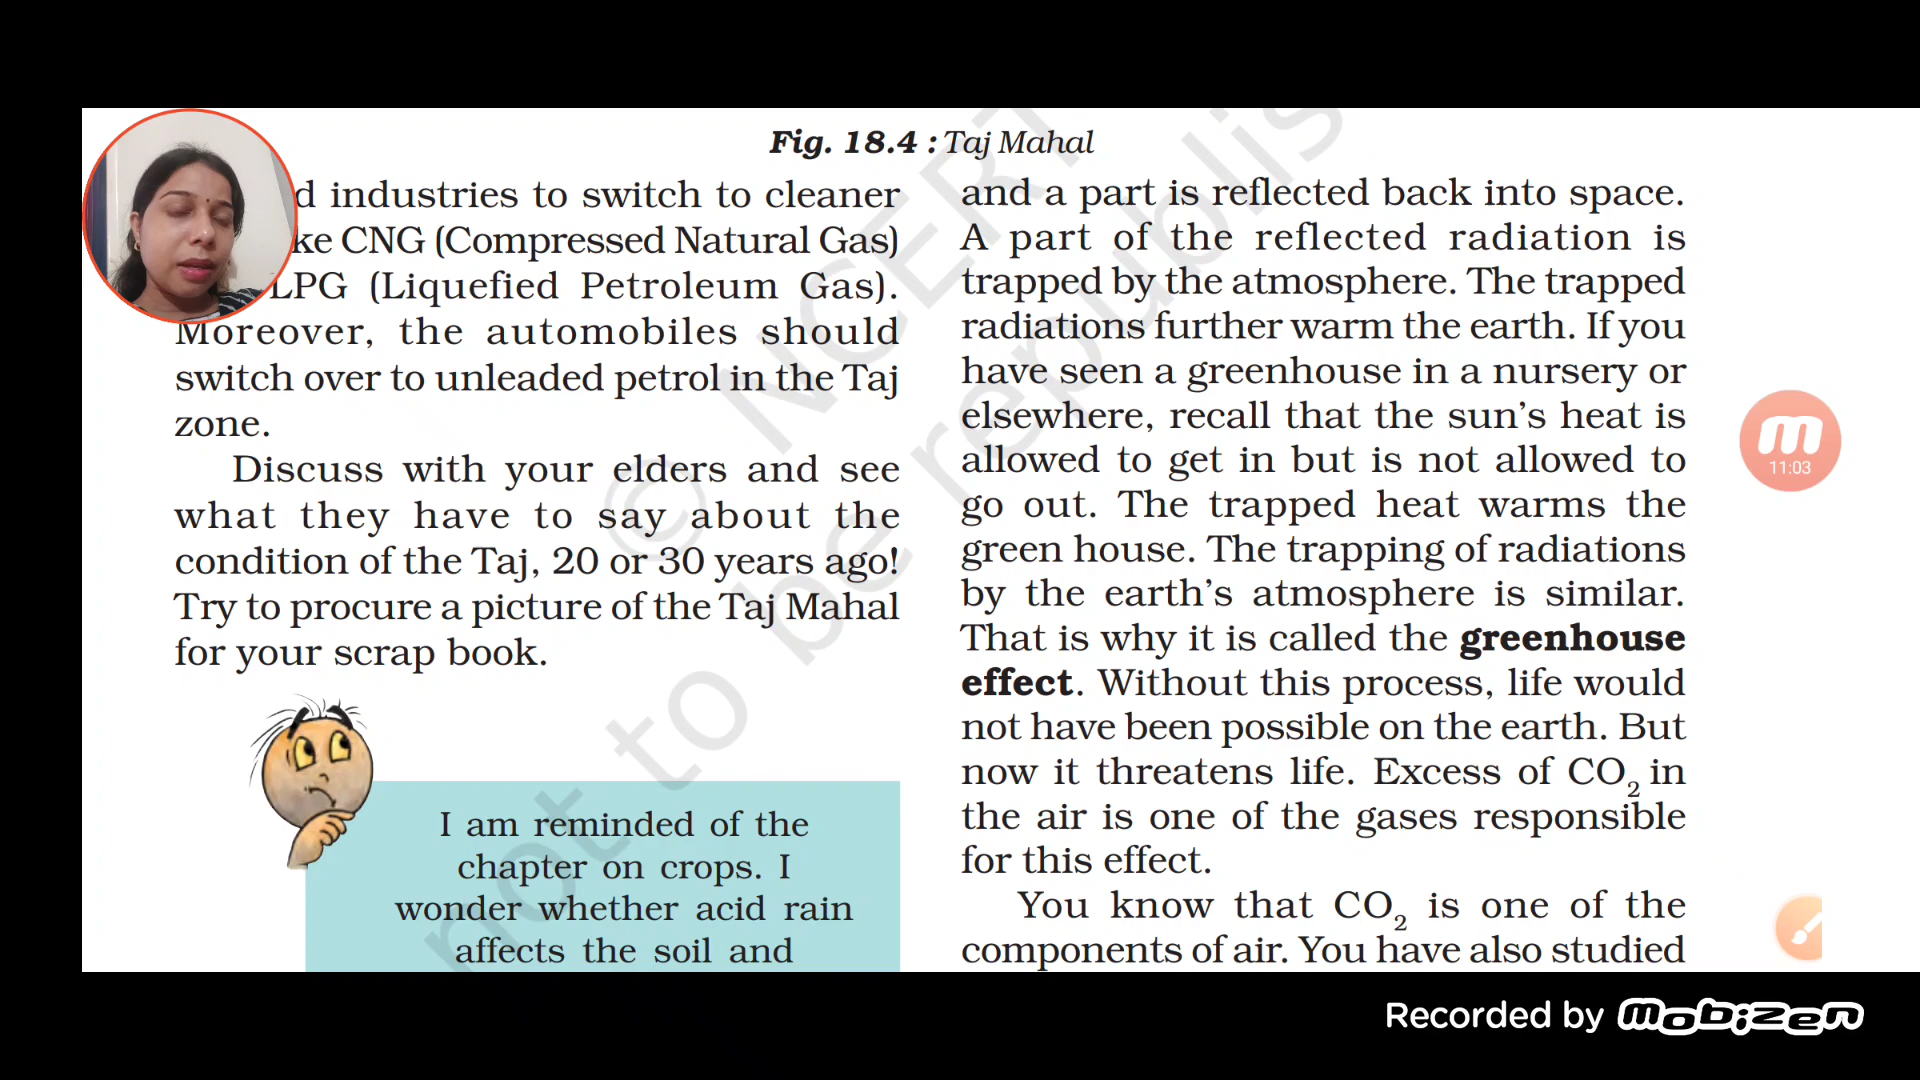 Fig. 18.4 : Taj Mahal
industries to switch to cleaner
CNG (Compressed Natural Gas)
LPG (Liquefied Petroleum Gas).
Moreover, the automobiles should
switch over to unleaded petrol in the Taj
zone.
Discuss with your elders and see
what they have to say about the
condition of the Taj, 20 or 30 years ago!
Try to procure a picture of the Taj Mahal
for your scrap book.
I am reminded of the
chapter on crops. I
wonder whether acid rain
affects the soil and
and a part is reflected back into space.
A part of the reflected radiation is
trapped by the atmosphere. The trapped
radiations further warm the earth. If you
have seen a greenhouse in a nursery or
elsewhere, recall that the sun's heat is
allowed to get in but is not allowed to
go out. The trapped heat warms the
green house. The trapping of radiations
by the earth's atmosphere is similar.
That is why it is called the greenhouse
effect. Without this process, life would
not have been possible on the earth. But
now it threatens life. Excess of CO₂ in
the air is one of the gases responsible
for this effect.
You know that CO₂ is one of the
components of air. You have also studied
© NCERT
not to be republis
11:03
Recorded by mobizen